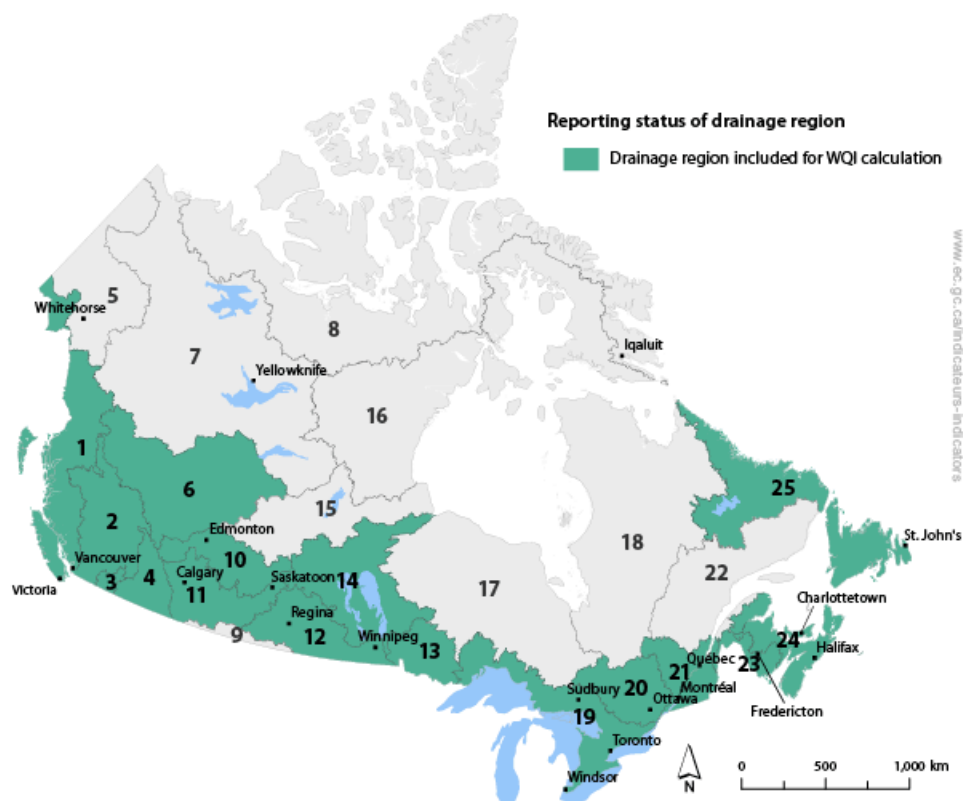 Reporting status of drainage region
Drainage region included for WQI calculation
www.ec.gc.ca/indicateurs-indicators
5
Whitehorse
8
Iqaluit
7
Yellowknife
16
1
25
6
15
2
Edmonton
St. John's
18
10
Vancouver
Calgary
Saskatoon
14
22
17
Victoria
3
4
11
Charlottetown
Regina
9
12
Winnipeg
13
24
Halifax
Québec
23
21
20
Sudbury
Montréal
Ottawa
19
Fredericton
Toronto
N
0 500 1,000 km
Windsor